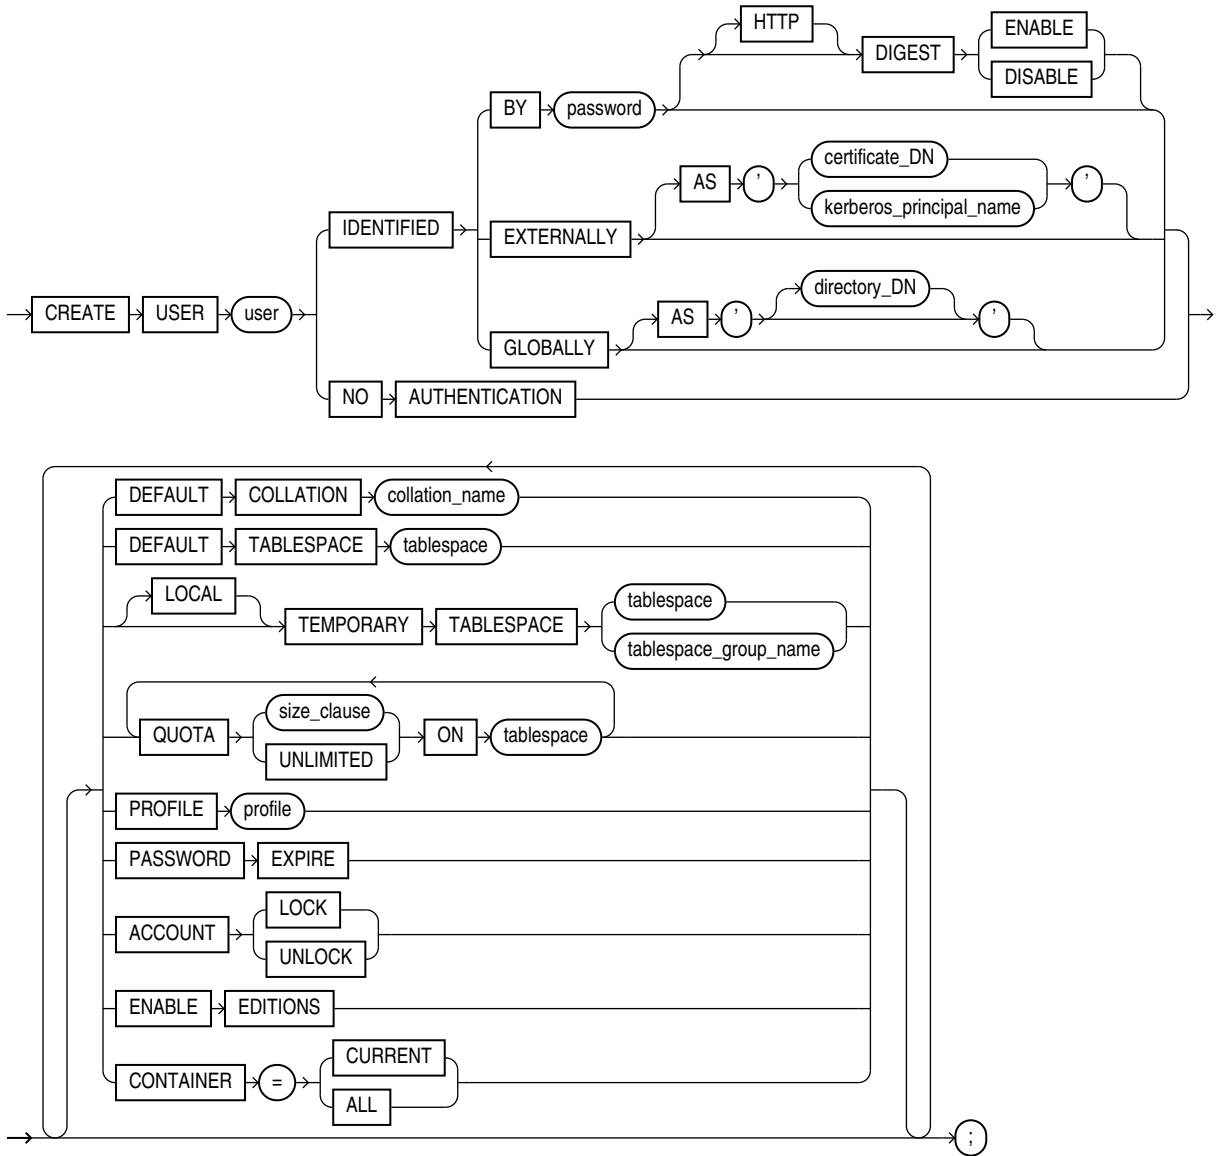 HTTP
DIGEST
ENABLE
DISABLE
BY password
AS ' certificate_DN '
kerberos_principal_name
IDENTIFIED
EXTERNALLY
AS ' directory_DN '
CREATE USER user
GLOBALLY
NO AUTHENTICATION
DEFAULT COLLATION collation_name
DEFAULT TABLESPACE tablespace
LOCAL
TEMPORARY TABLESPACE tablespace
tablespace_group_name
QUOTA size_clause
UNLIMITED
ON tablespace
PROFILE profile
PASSWORD EXPIRE
ACCOUNT LOCK
UNLOCK
ENABLE EDITIONS
CONTAINER = CURRENT
ALL
;